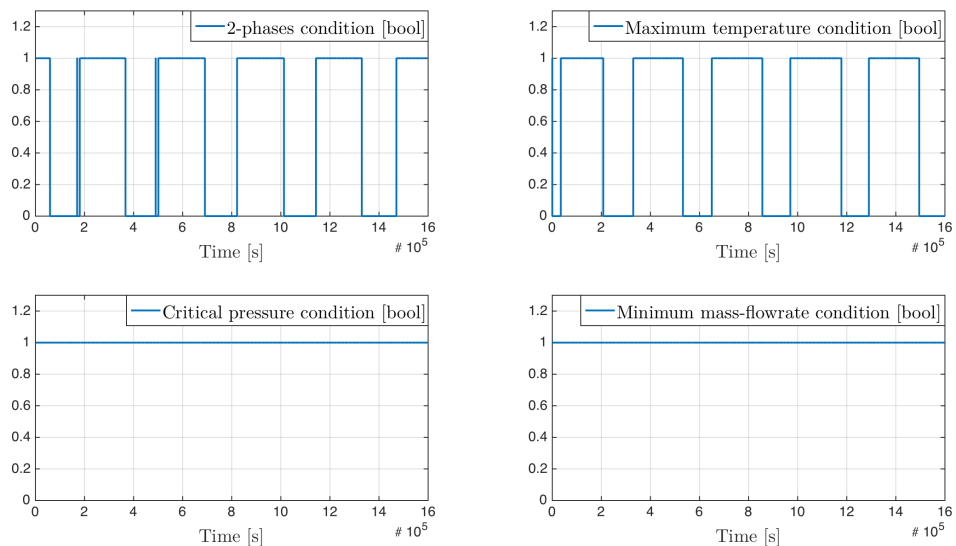 2-phases condition [bool]
1.2
1
0.8
0.6
0.4
0.2
0
0 2 4 6 8 10 12 14 16
Time [s]
# 10^5
Maximum temperature condition [bool]
1.2
1
0.8
0.6
0.4
0.2
0
0 2 4 6 8 10 12 14 16
Time [s]
# 10^5
Critical pressure condition [bool]
1.2
1
0.8
0.6
0.4
0.2
0
0 2 4 6 8 10 12 14 16
Time [s]
# 10^5
Minimum mass-flowrate condition [bool]
1.2
1
0.8
0.6
0.4
0.2
0
0 2 4 6 8 10 12 14 16
Time [s]
# 10^5